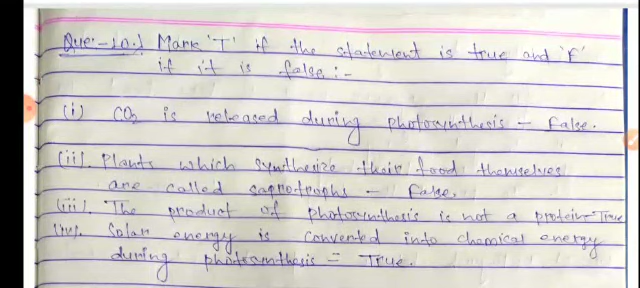 Que:-10.) Mark 'T' if the statement is true and 'F'
if it is false:-
(i) CO2 is released during photosynthesis - False.
(ii). Plants which synthesize their food themselves
are called saprotrophs - False.
(iii). The product of photosynthesis is not a protein-True
(iv). Solar energy is converted into chemical energy
during photosynthesis = True.